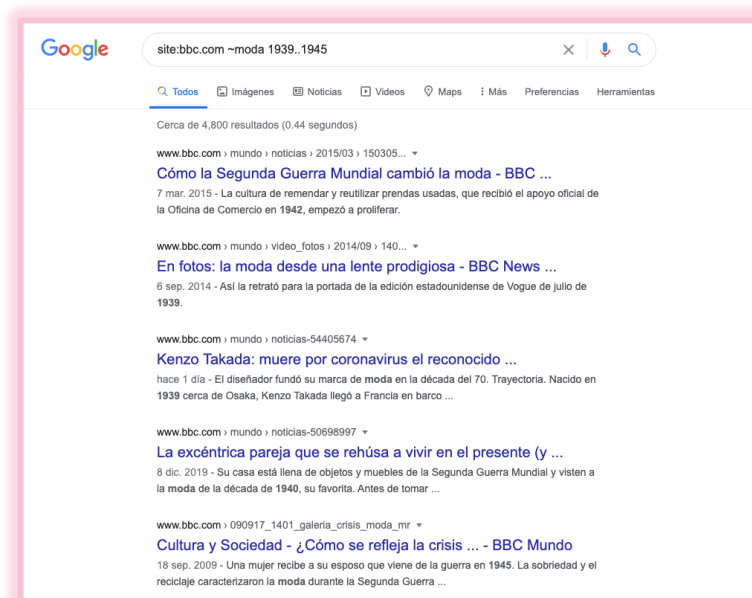 Google
site:bbc.com ~moda 1939..1945
Todos Imágenes Noticias Videos Maps Más Preferencias Herramientas
Cerca de 4,800 resultados (0.44 segundos)
www.bbc.com › mundo › noticias › 2015/03 › 150305...
Cómo la Segunda Guerra Mundial cambió la moda - BBC ...
7 mar. 2015 - La cultura de remendar y reutilizar prendas usadas, que recibió el apoyo oficial de
la Oficina de Comercio en 1942, empezó a proliferar.
www.bbc.com › mundo › video_fotos › 2014/09 › 140...
En fotos: la moda desde una lente prodigiosa - BBC News ...
6 sep. 2014 - Así la retrató para la portada de la edición estadounidense de Vogue de julio de
1939.
www.bbc.com › mundo › noticias-54405674
Kenzo Takada: muere por coronavirus el reconocido ...
hace 1 día - El diseñador fundó su marca de moda en la década del 70. Trayectoria. Nacido en
1939 cerca de Osaka, Kenzo Takada llegó a Francia en barco ...
www.bbc.com › mundo › noticias-50698997
La excéntrica pareja que se rehúsa a vivir en el presente (y ...
8 dic. 2019 - Su casa está llena de objetos y muebles de la Segunda Guerra Mundial y visten a
la moda de la década de 1940, su favorita. Antes de tomar ...
www.bbc.com › 090917_1401_galeria_crisis_moda_mr
Cultura y Sociedad - ¿Cómo se refleja la crisis ... - BBC Mundo
18 sep. 2009 - Una mujer recibe a su esposo que viene de la guerra en 1945. La sobriedad y el
reciclaje caracterizaron la moda durante la Segunda Guerra ...